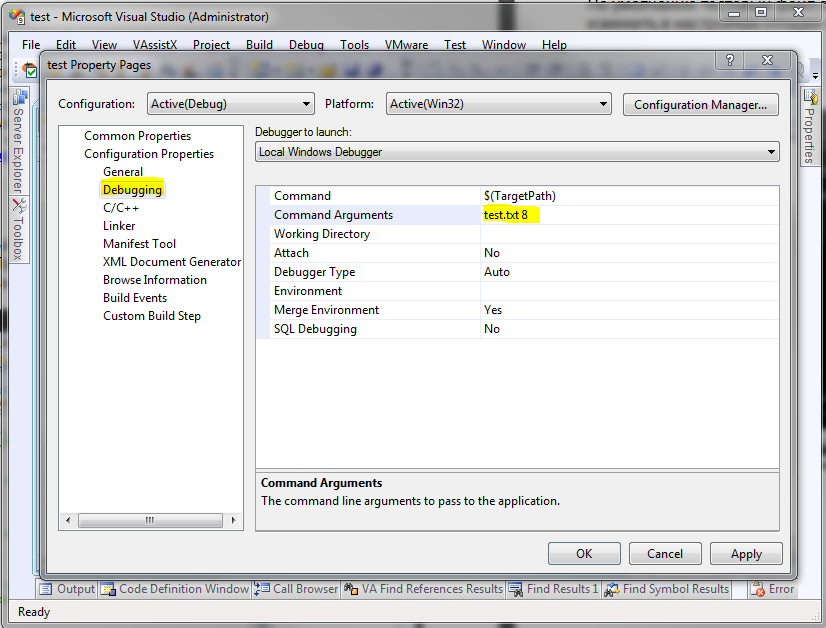 test - Microsoft Visual Studio (Administrator)
File Edit View VAssistX Project Build Debug Tools VMware Test Window Help
test Property Pages
Configuration: Active(Debug) Platform: Active(Win32) Configuration Manager...
Server Explorer
Toolbox
Properties
Common Properties
Configuration Properties
General
Debugging
C/C++
Linker
Manifest Tool
XML Document Generator
Browse Information
Build Events
Custom Build Step
Debugger to launch:
Local Windows Debugger
Command $(TargetPath)
Command Arguments test.txt 8
Working Directory
Attach No
Debugger Type Auto
Environment
Merge Environment Yes
SQL Debugging No
Command Arguments
The command line arguments to pass to the application.
OK Cancel Apply
Output Code Definition Window Call Browser VA Find References Results Find Results 1 Find Symbol Results Error
Ready